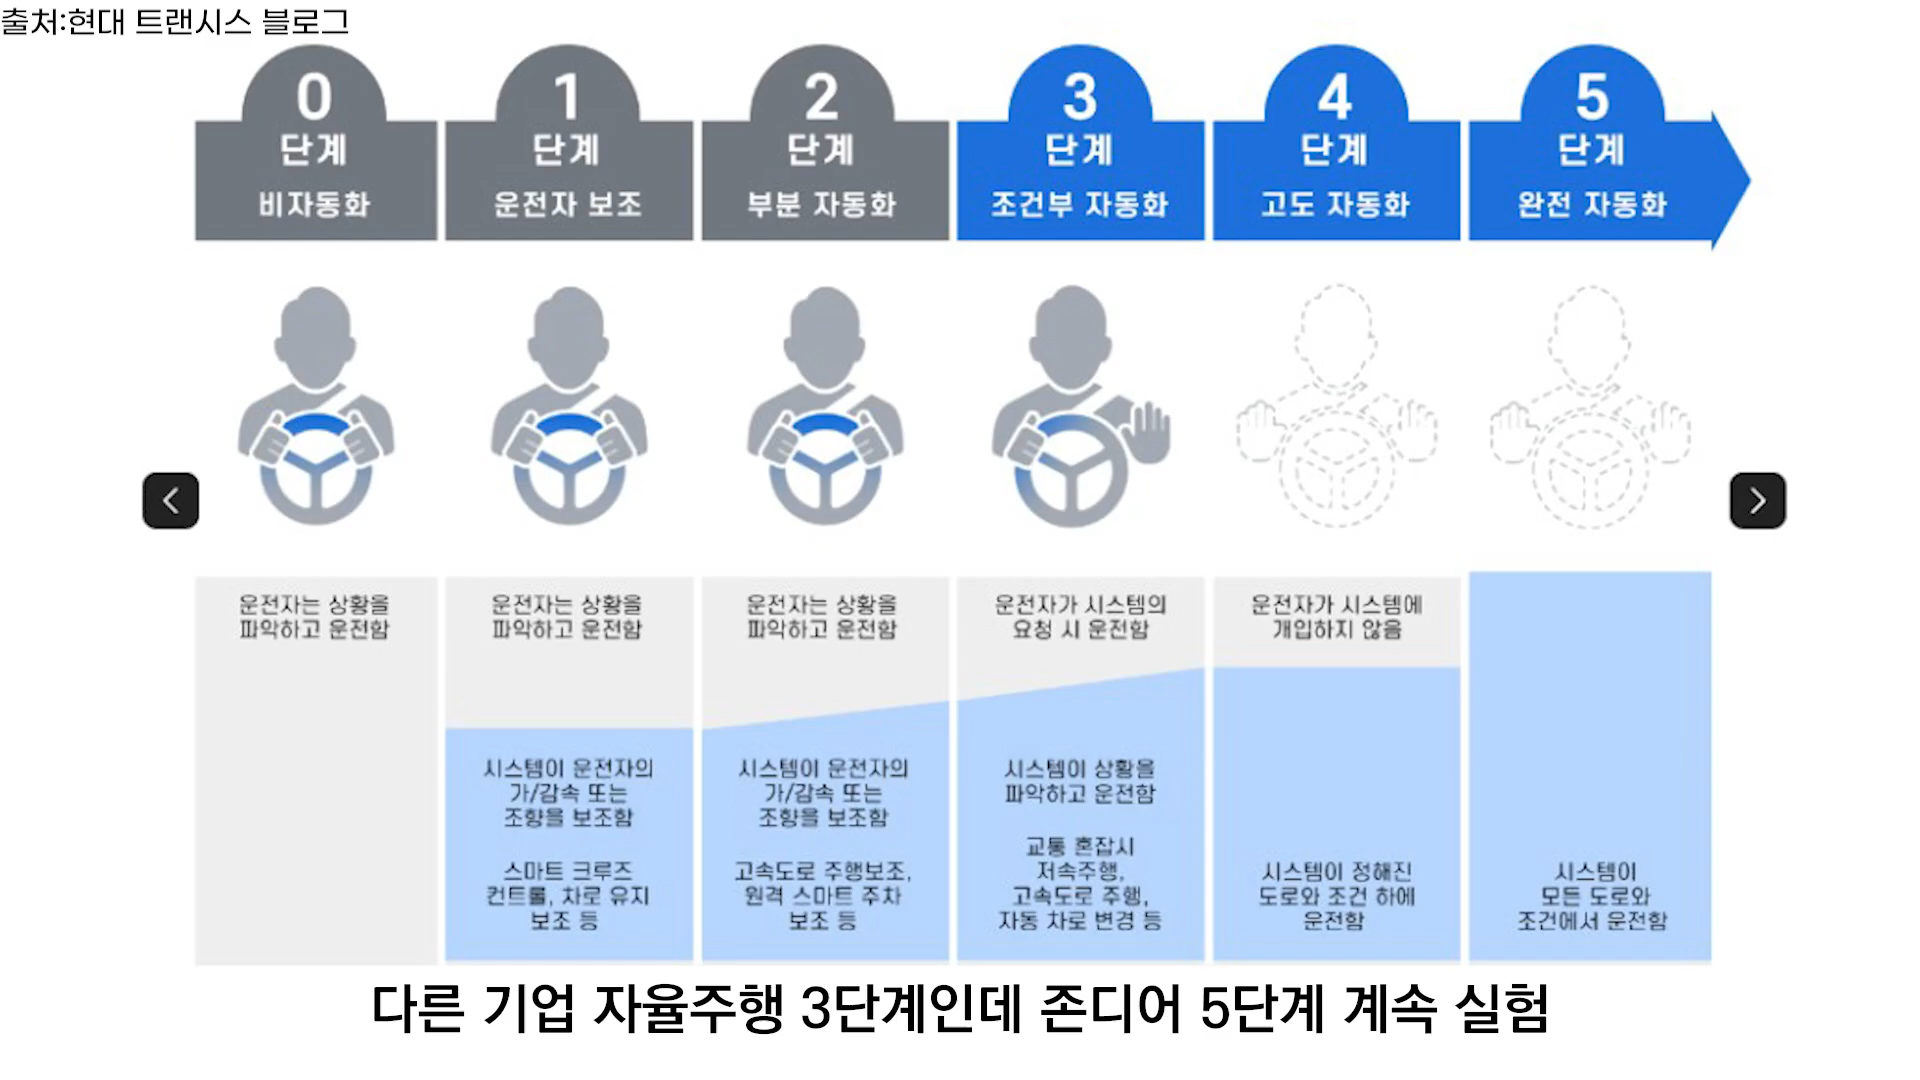 출처:현대 트랜시스 블로그
0
단계
비자동화
1
단계
운전자 보조
2
단계
부분 자동화
3
단계
조건부 자동화
4
단계
고도 자동화
5
단계
완전 자동화
운전자는 상황을
파악하고 운전함
운전자는 상황을
파악하고 운전함
시스템이 운전자의
가/감속 또는
조향을 보조함
스마트 크루즈
컨트롤, 차로 유지
보조 등
운전자는 상황을
파악하고 운전함
시스템이 운전자의
가/감속 또는
조향을 보조함
고속도로 주행보조,
원격 스마트 주차
보조 등
운전자가 시스템의
요청 시 운전함
시스템이 상황을
파악하고 운전함
교통 혼잡시
저속주행,
고속도로 주행,
자동 차로 변경 등
운전자가 시스템에
개입하지 않음
시스템이 정해진
도로와 조건 하에
운전함
시스템이
모든 도로와
조건에서 운전함
다른 기업 자율주행 3단계인데 존디어 5단계 계속 실험